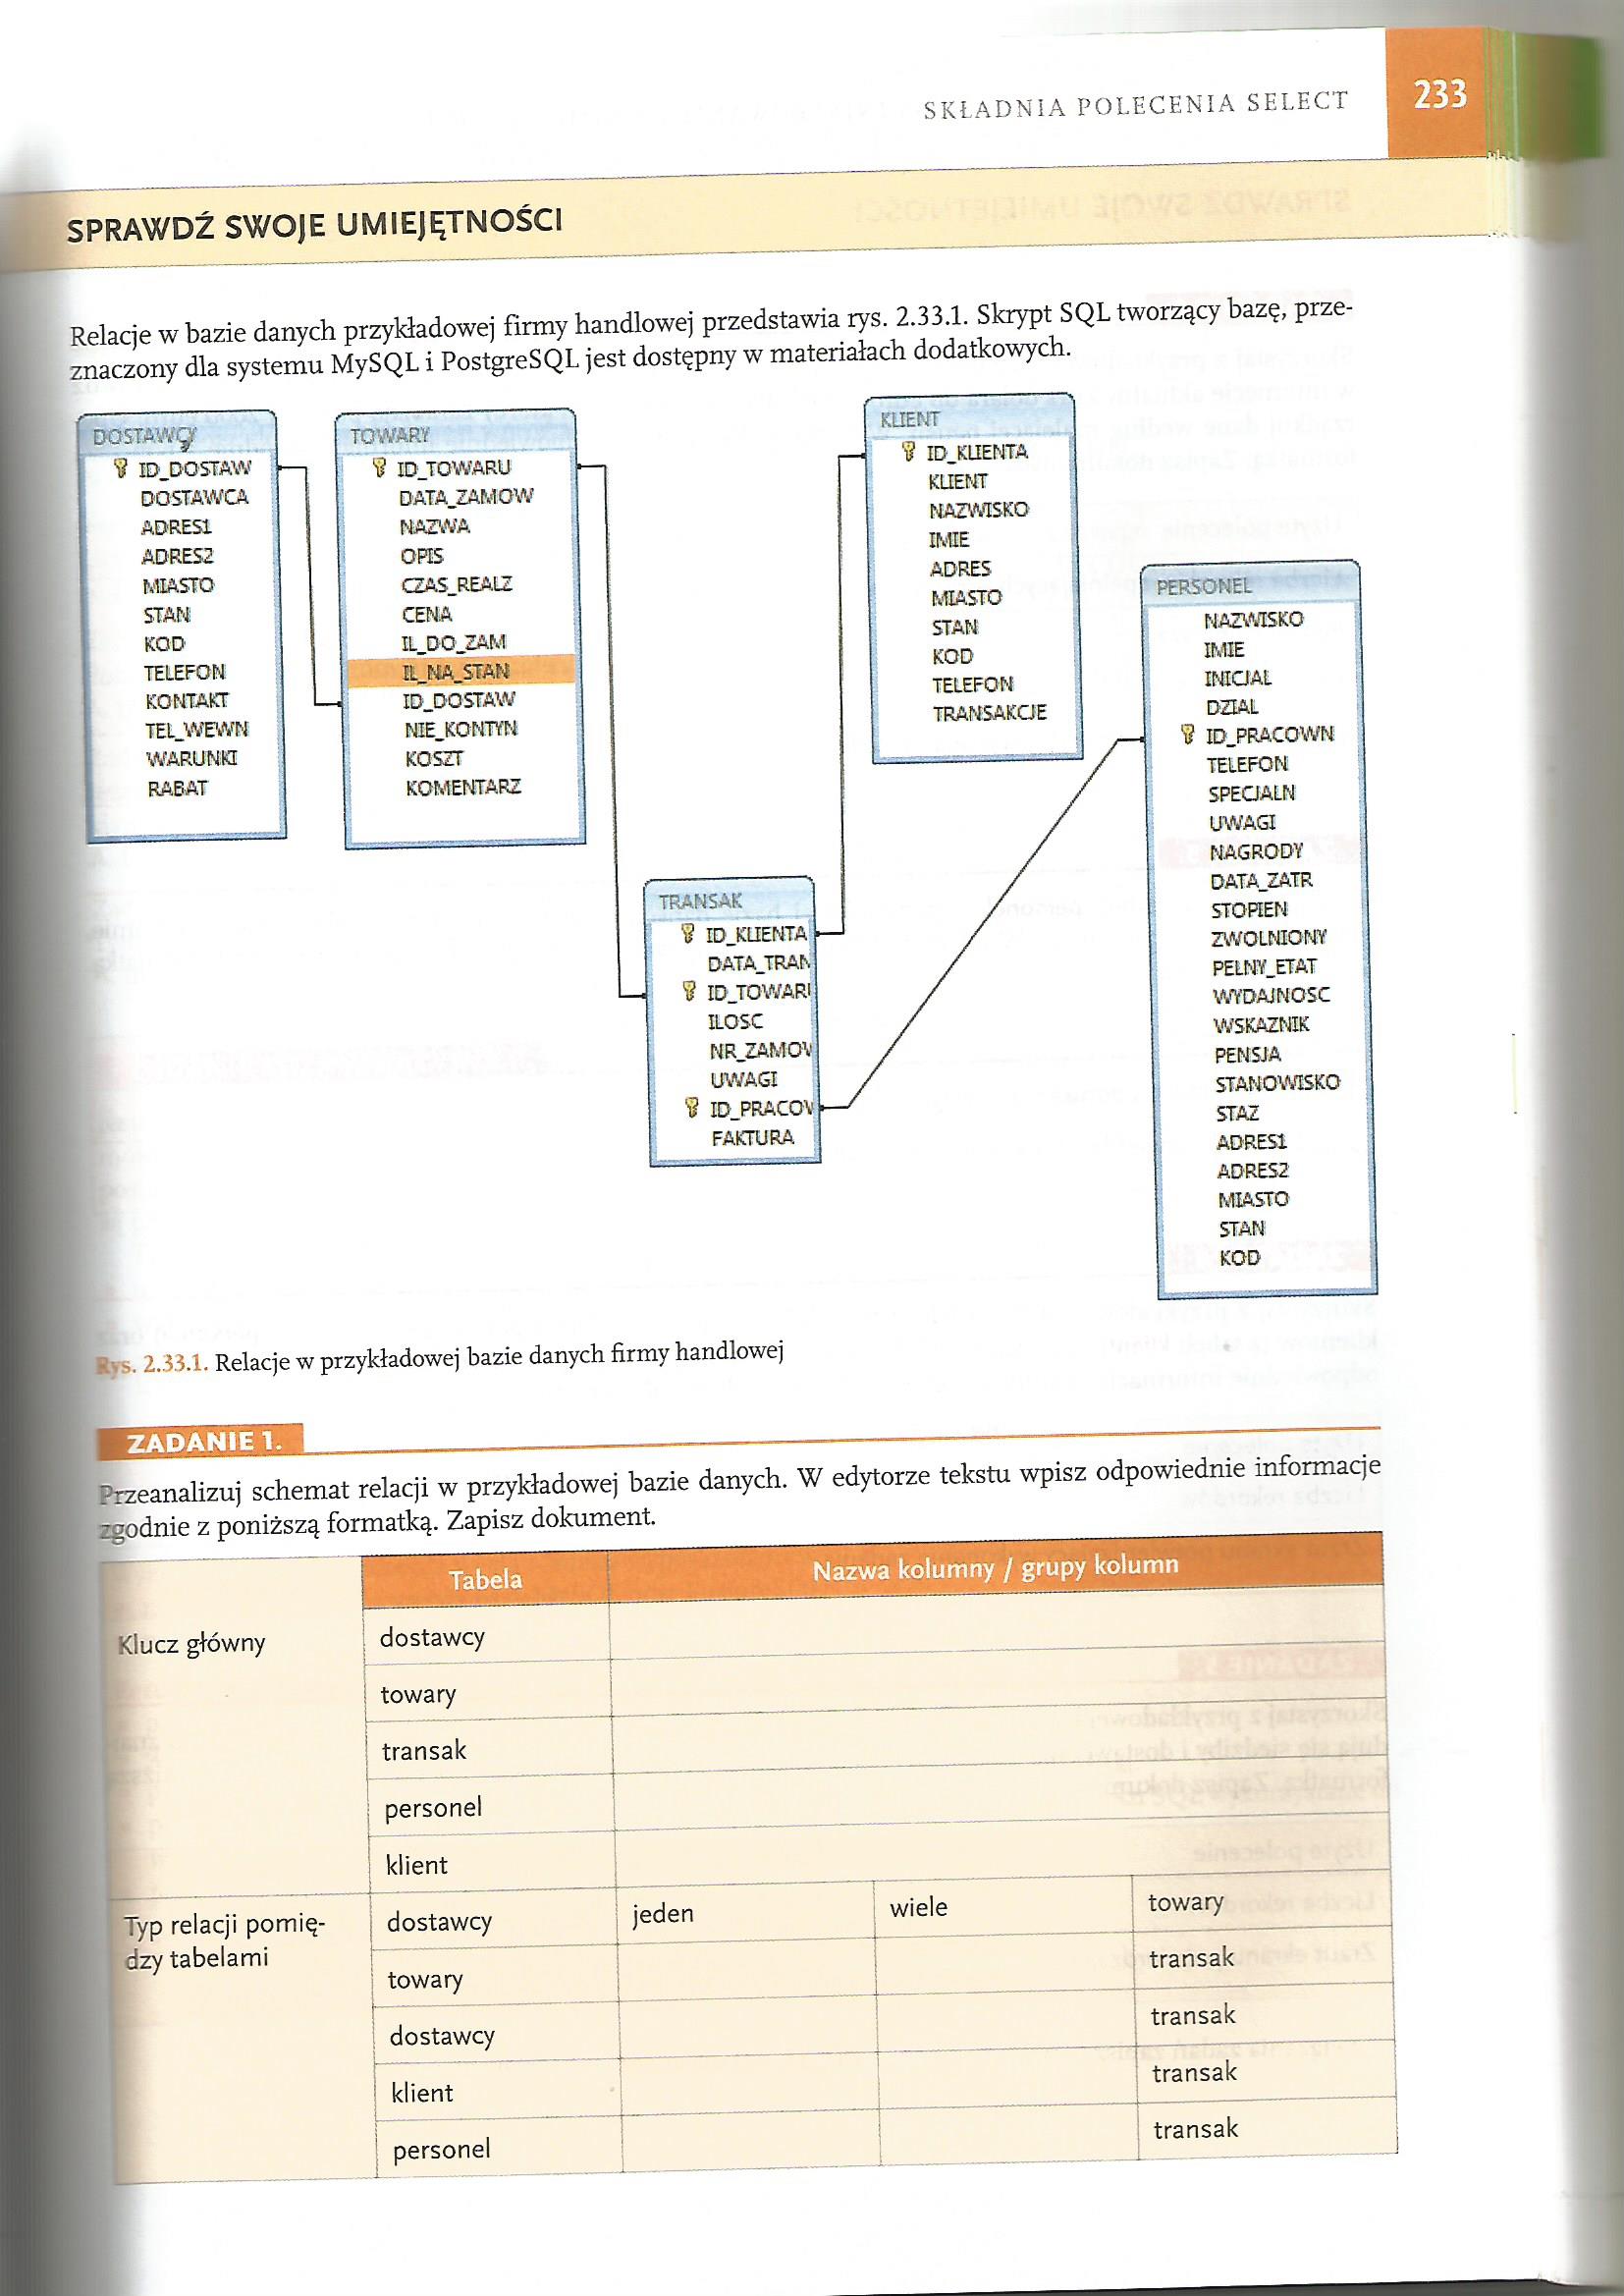 SKŁADNIA POLECENIA SELECT
233
SPRAWDŹ SWOJE UMIEJĘTNOŚCI
Relacje w bazie danych przykładowej firmy handlowej przedstawia rys. 2.33.1. Skrypt SQL tworzący bazę, prze-
znaczony dla systemu MySQL i PostgreSQL jest dostępny w materiałach dodatkowych.
DOSTAWCY
ID_DOSTAW
DOSTAWCA
ADRES1
ADRES2
MIASTO
STAN
KOD
TELEFON
KONTAKT
TEL_WEWN
WARUNKI
RABAT
TOWARY
ID_TOWARU
DATA_ZAMOW
NAZWA
OPIS
CZAS_REALZ
CENA
IL_DO_ZAM
IL_NA_STAN
ID_DOSTAW
NIE_KONTYN
KOSZT
KOMENTARZ
KLIENT
ID_KLIENTA
KLIENT
NAZWISKO
IMIE
ADRES
MIASTO
STAN
KOD
TELEFON
TRANSAKCJE
PERSONEL
NAZWISKO
IMIE
INICJAL
DZIAL
ID_PRACOWN
TELEFON
SPECJALN
UWAGI
NAGRODY
DATA_ZATR
STOPIEN
ZWOLNIONY
PELNY_ETAT
WYDAJNOSC
WSKAZNIK
PENSJA
STANOWISKO
STAZ
ADRES1
ADRES2
MIASTO
STAN
KOD
TRANSAK
ID_KLIENTA
DATA_TRAN
ID_TOWARU
ILOSC
NR_ZAMOW
UWAGI
ID_PRACOW
FAKTURA
Rys. 2.33.1. Relacje w przykładowej bazie danych firmy handlowej
ZADANIE 1.
Przeanalizuj schemat relacji w przykładowej bazie danych. W edytorze tekstu wpisz odpowiednie informacje
zgodnie z poniższą formatką. Zapisz dokument.
Tabela Nazwa kolumny / grupy kolumn
Klucz główny dostawcy
towary
transak
personel
klient
Typ relacji pomię-
dzy tabelami
dostawcy jeden wiele towary
towary transak
dostawcy transak
klient transak
personel transak